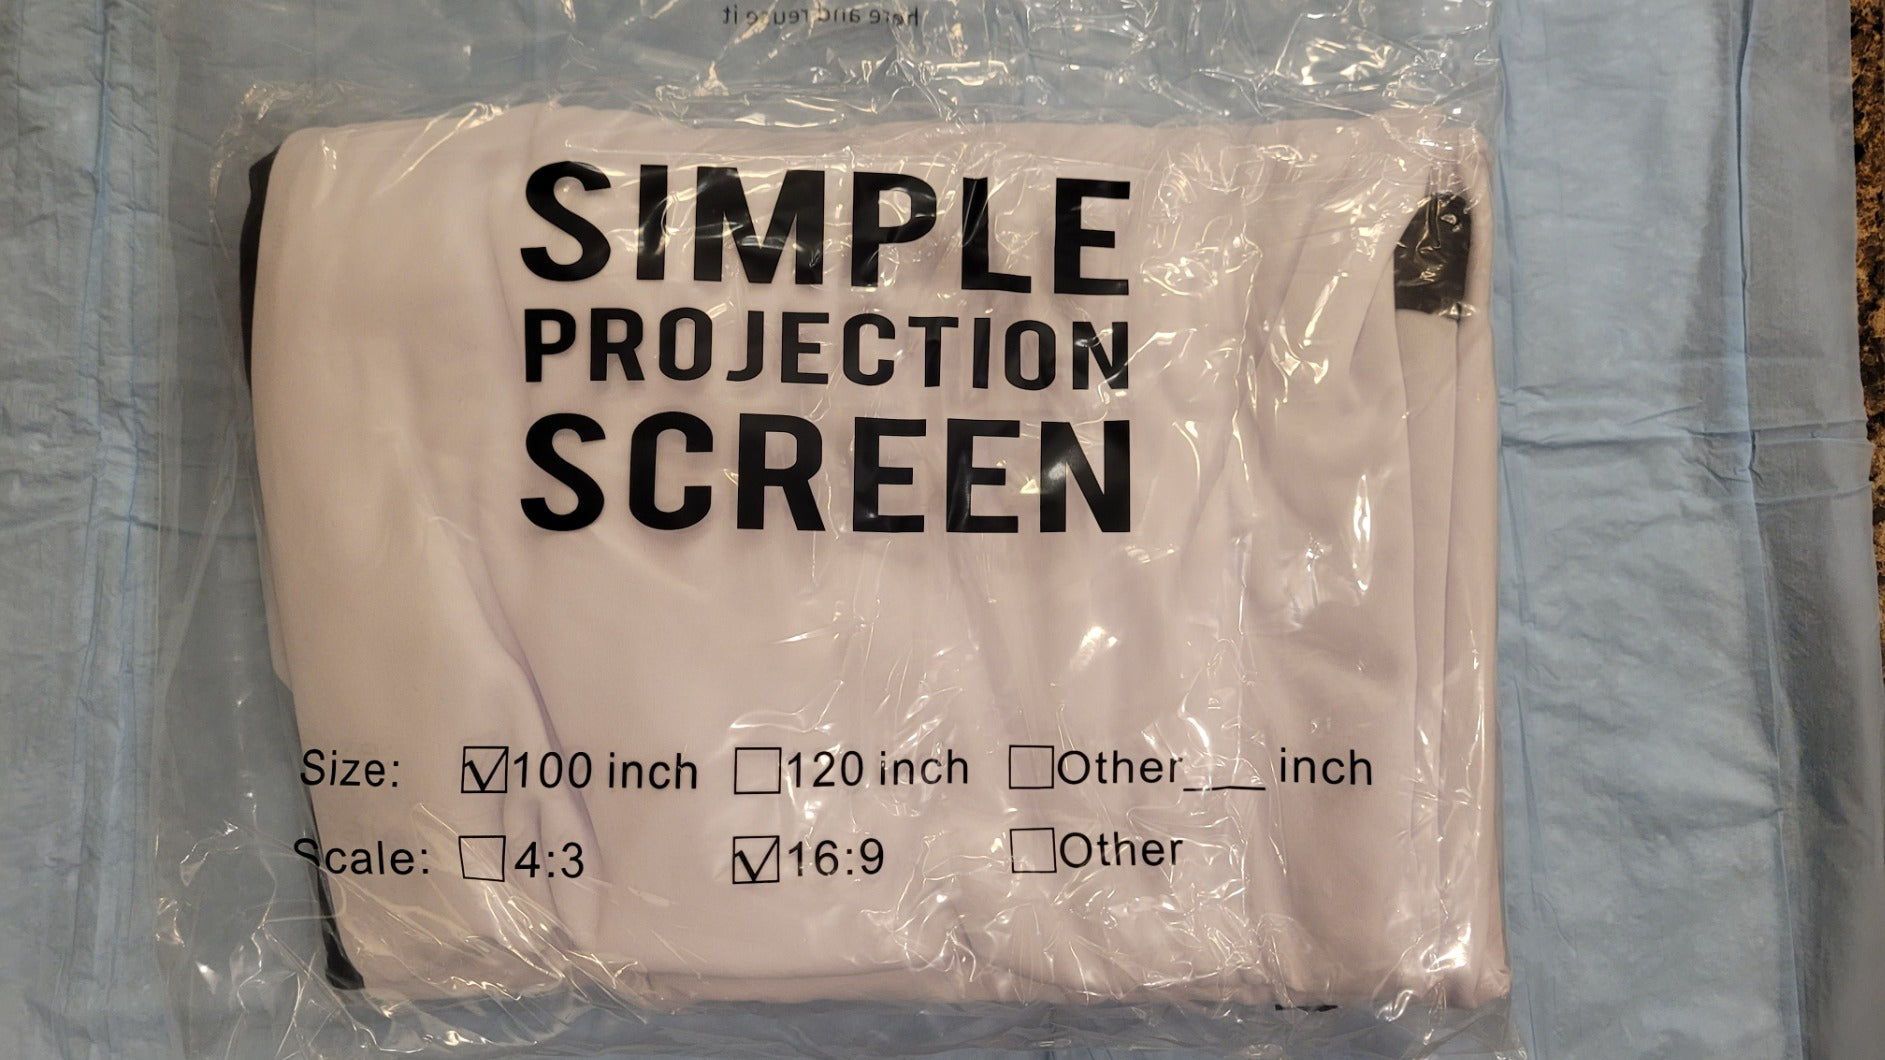 here and reuse it
SIMPLE
PROJECTION
SCREEN
Size: ☑100 inch ☐120 inch ☐Other___ inch
Scale: ☐4:3 ☑16:9 ☐Other